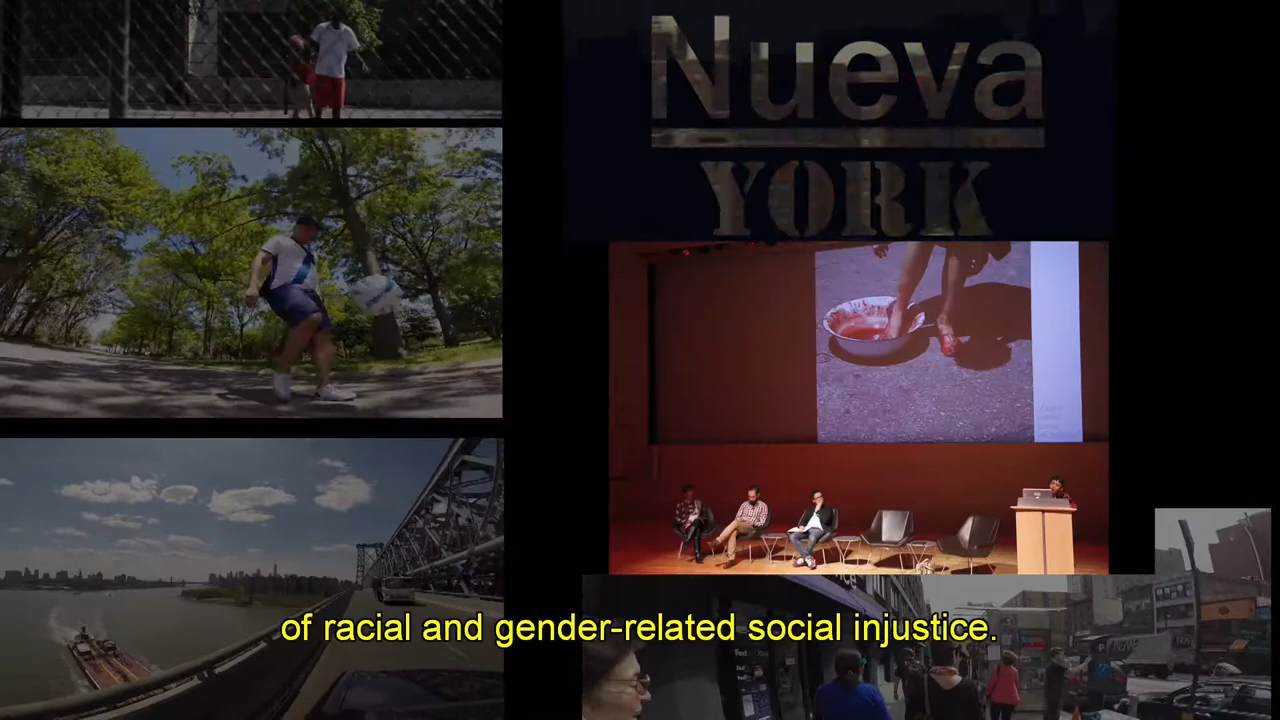 Nueva
YORK
of racial and gender-related social injustice.